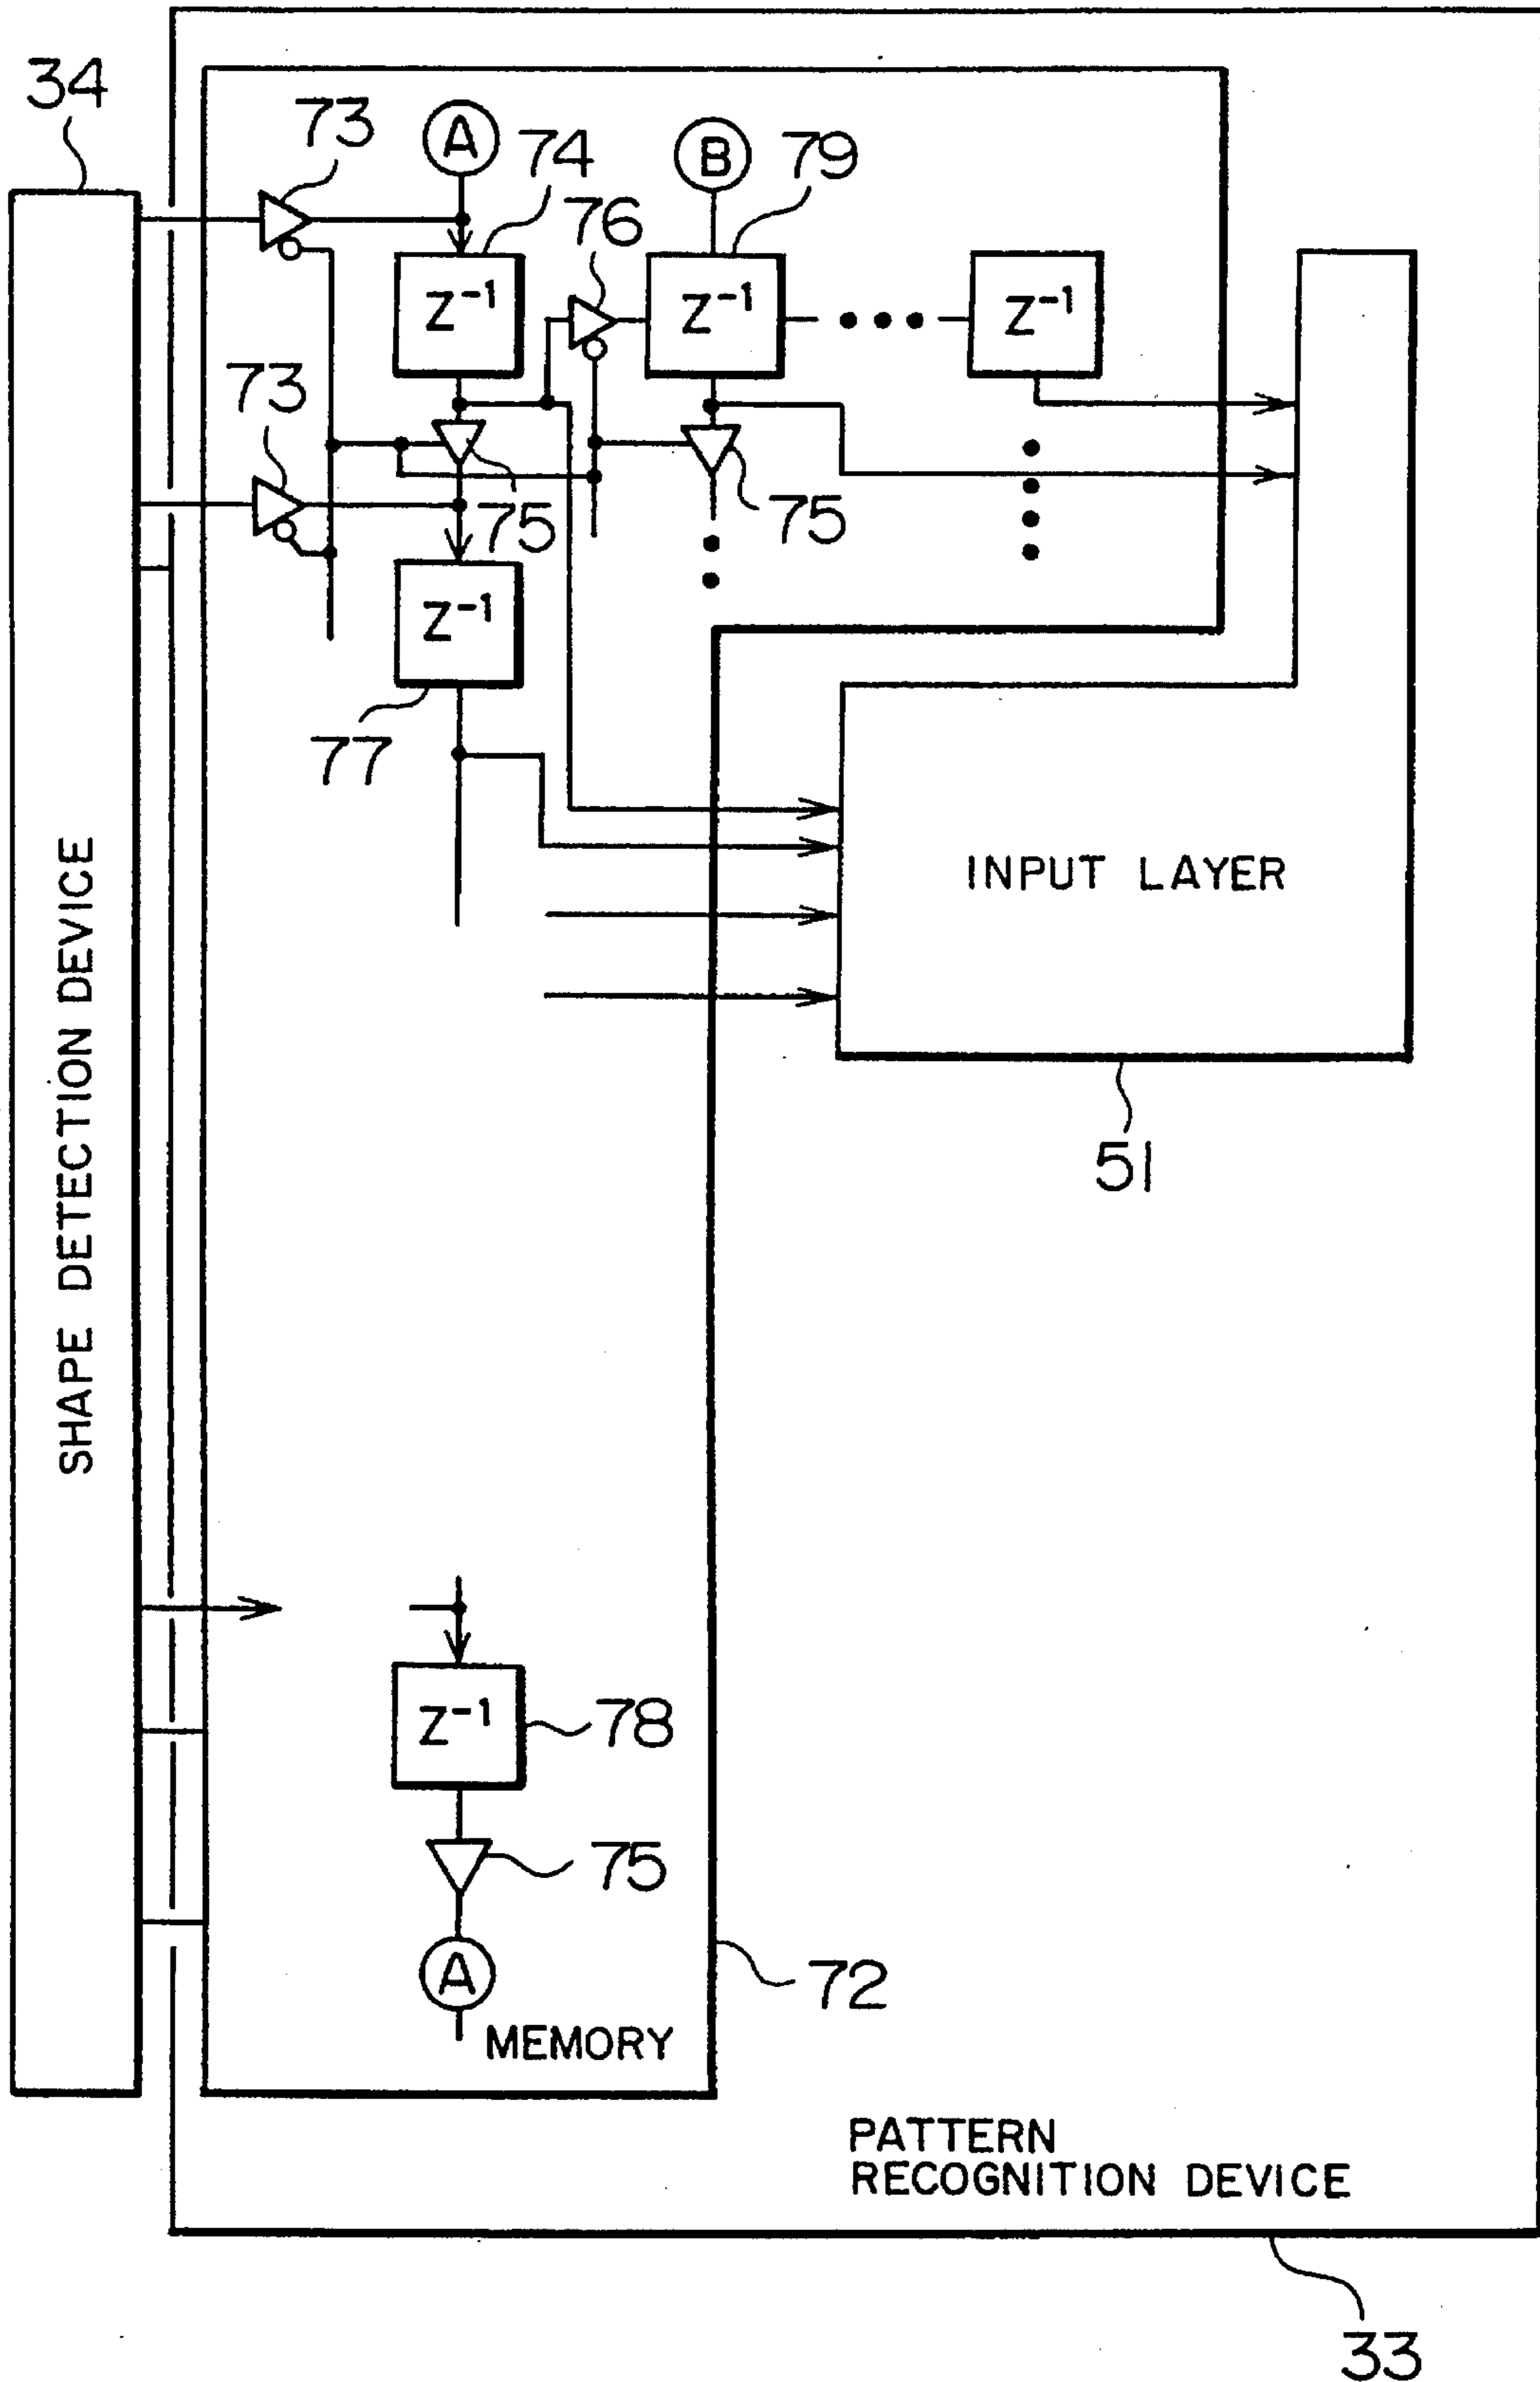 34
73
A
74
76
B
79
Z⁻¹
Z⁻¹
Z⁻¹
73
75
75
Z⁻¹
77
INPUT LAYER
51
SHAPE DETECTION DEVICE
Z⁻¹
78
75
A
72
MEMORY
PATTERN
RECOGNITION DEVICE
33